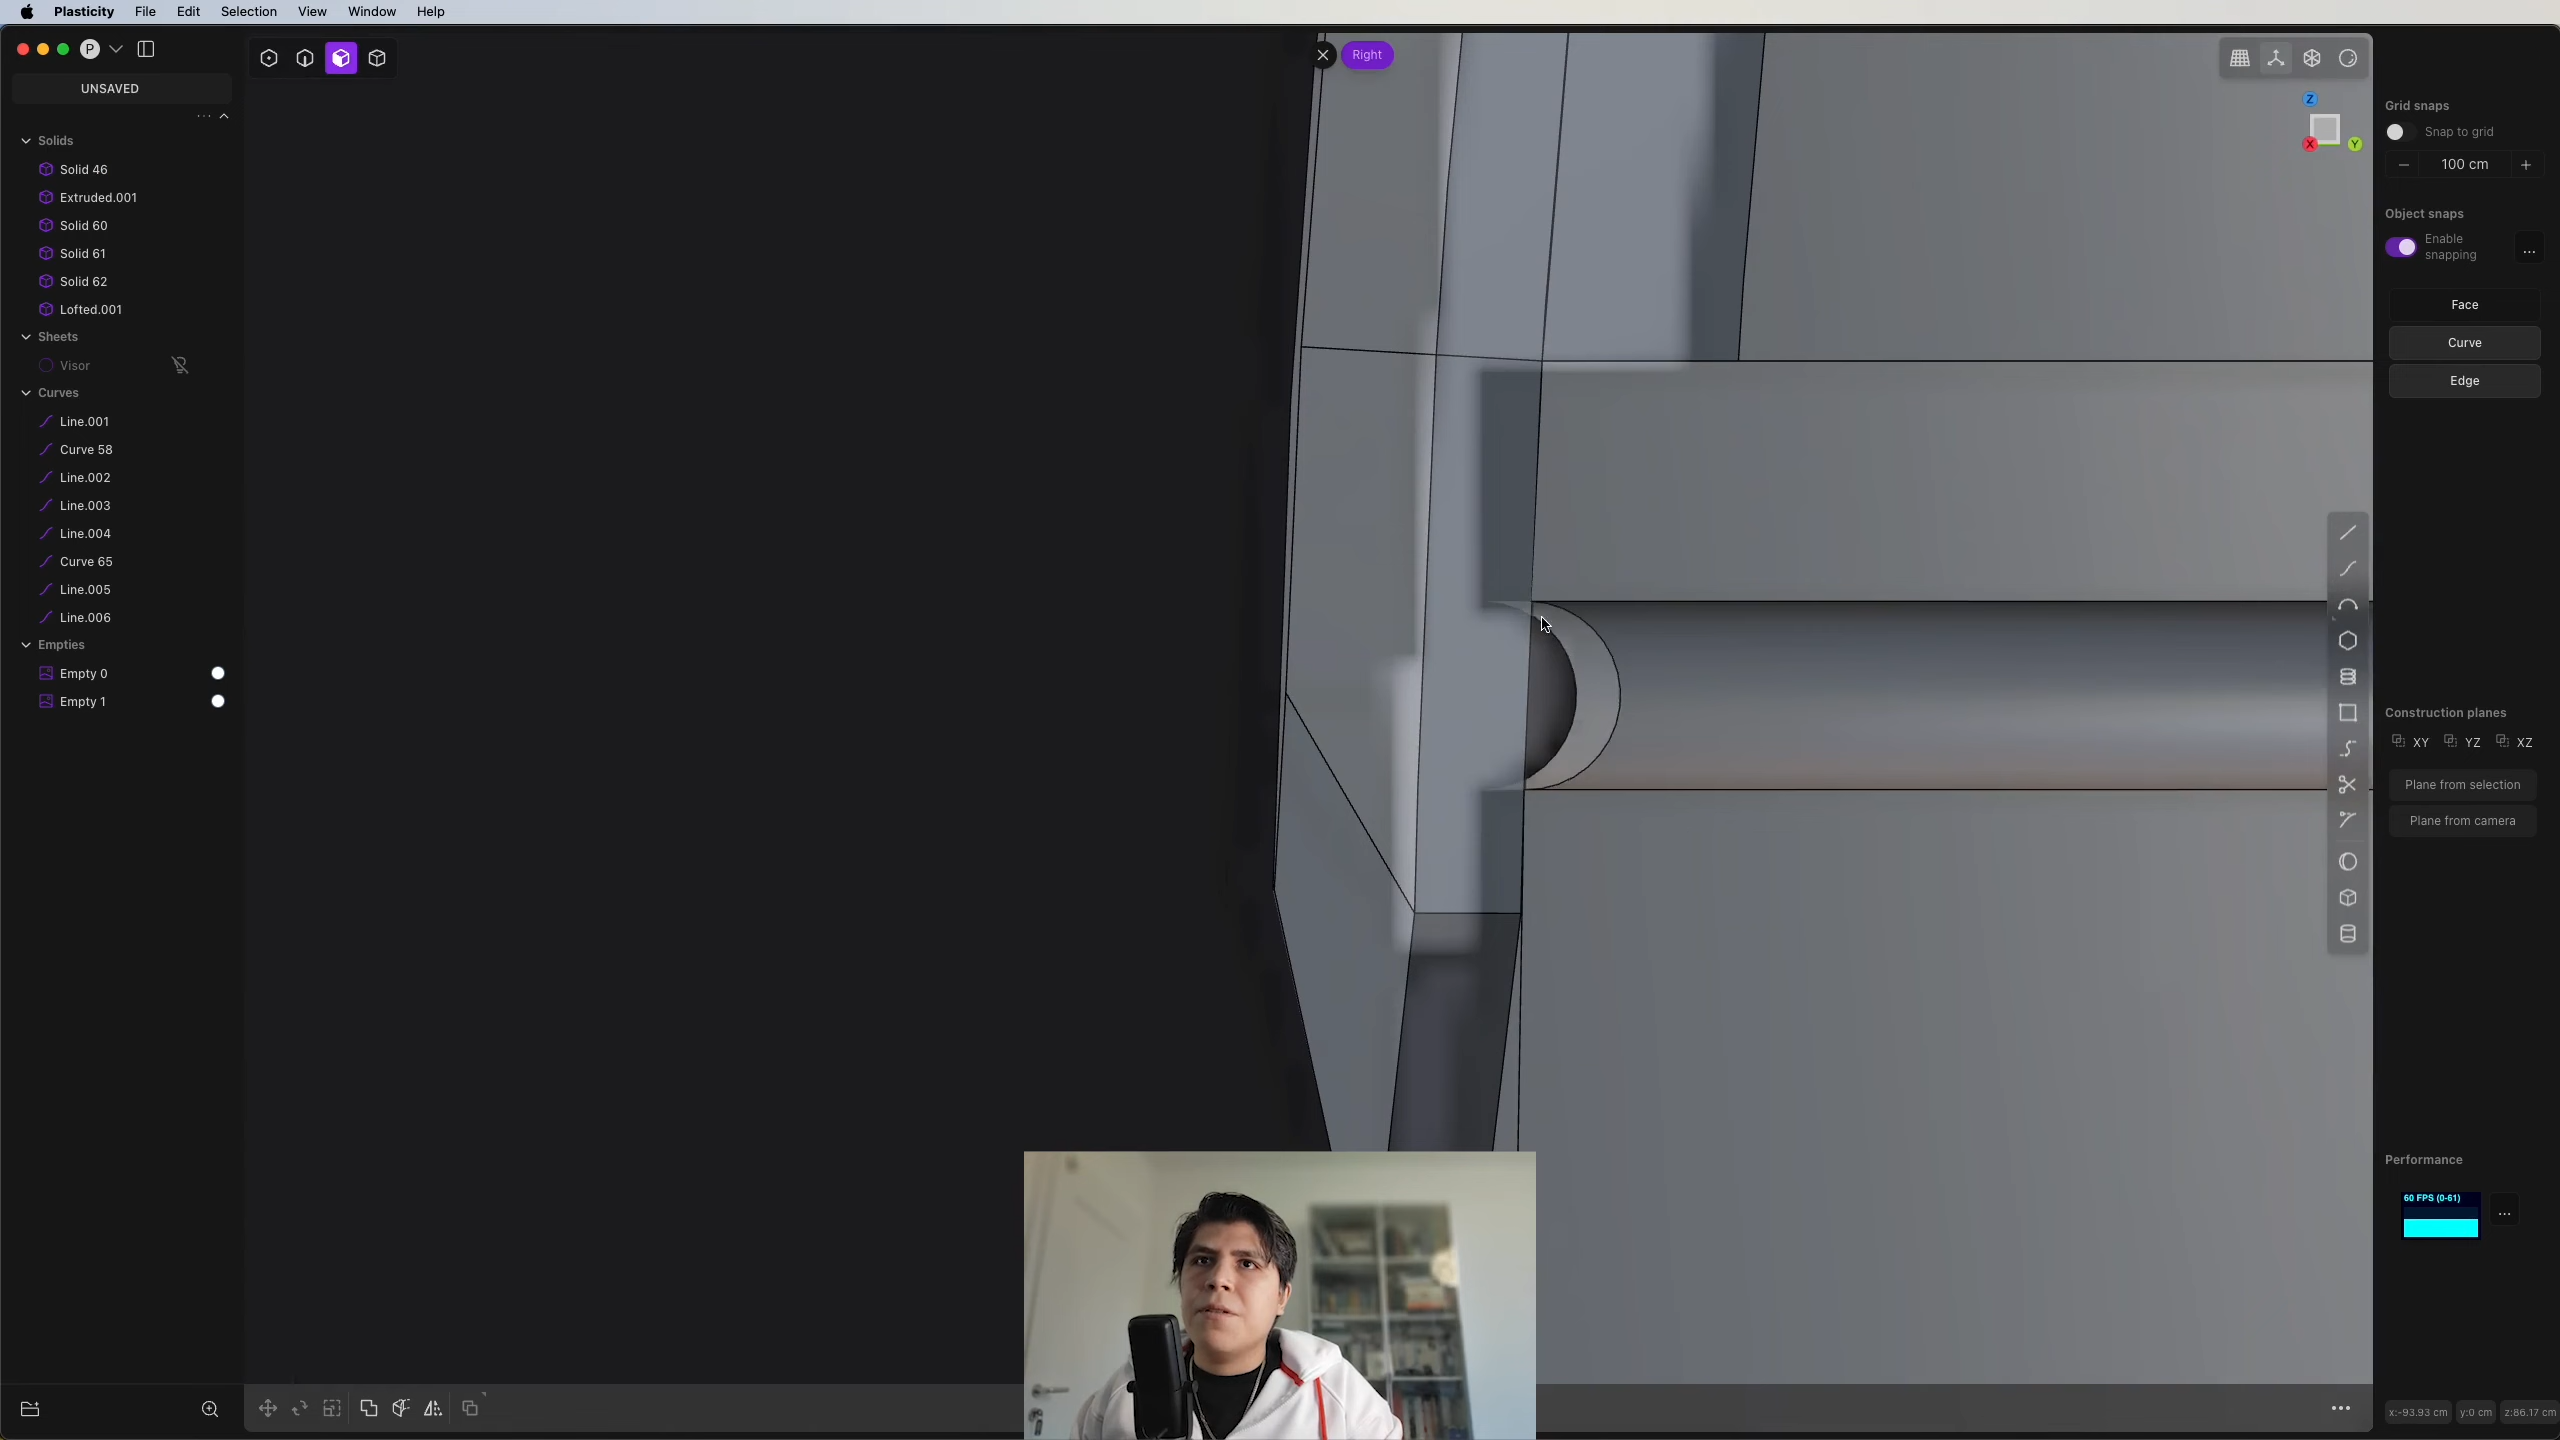 Plasticity File Edit Selection View Window Help
P
UNSAVED
Solids
Solid 46
Extruded.001
Solid 60
Solid 61
Solid 62
Lofted.001
Sheets
Visor
Curves
Line.001
Curve 58
Line.002
Line.003
Line.004
Curve 65
Line.005
Line.006
Empties
Empty 0
Empty 1
Right
Z
X
Y
Grid snaps
Snap to grid
100 cm
Object snaps
Enable
snapping
Face
Curve
Edge
Construction planes
XY YZ XZ
Plane from selection
Plane from camera
Performance
60 FPS (0-61)
x:-93.93 cm y:0 cm z:86.17 cm